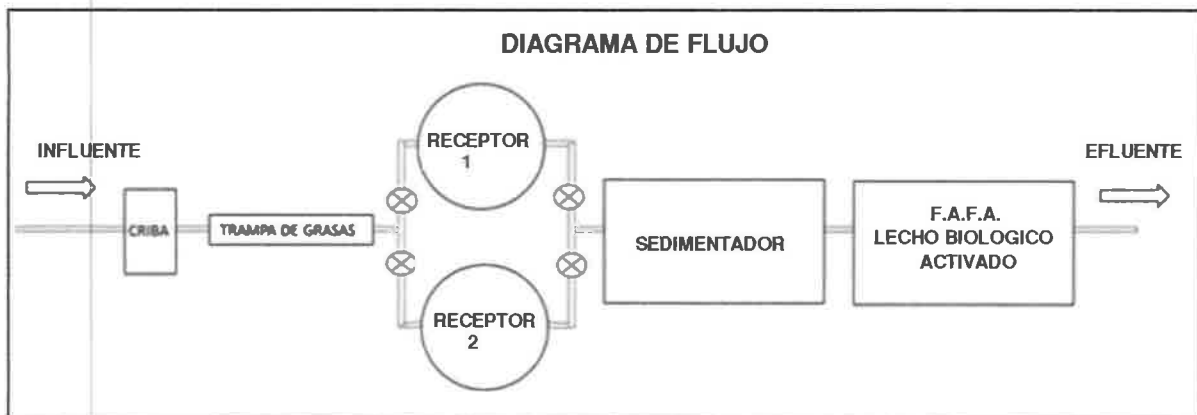 DIAGRAMA DE FLUJO
INFLUENTE
CRIBA
TRAMPA DE GRASAS
RECEPTOR
1
RECEPTOR
2
SEDIMENTADOR
F.A.F.A.
LECHO BIOLOGICO
ACTIVADO
EFLUENTE